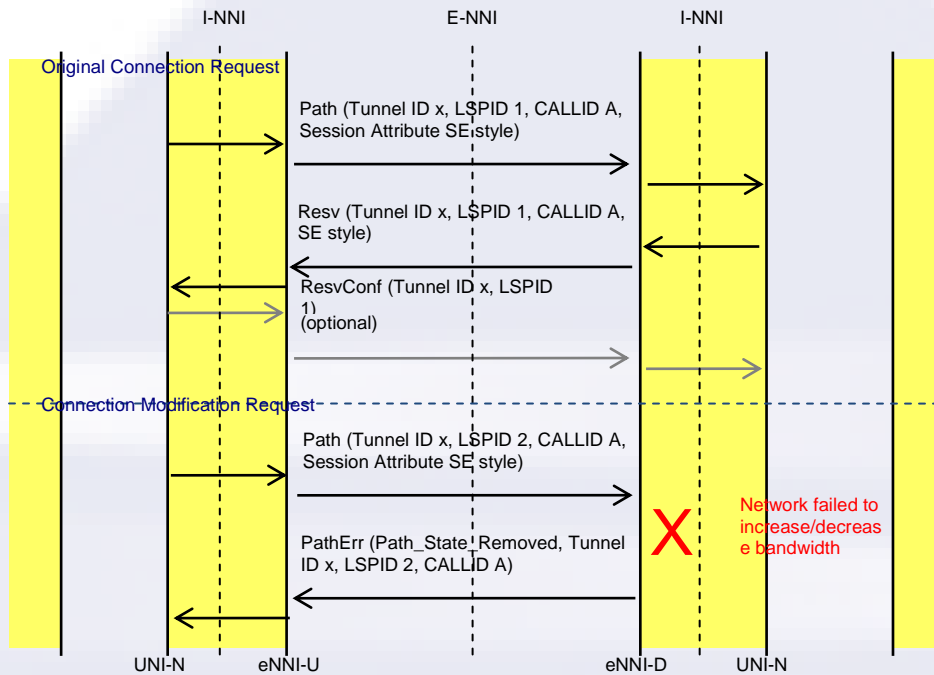 I-NNI
E-NNI
I-NNI
Original Connection Request
Path (Tunnel ID x, LSPID 1, CALLID A,
Session Attribute SE style)
Resv (Tunnel ID x, LSPID 1, CALLID A,
SE style)
ResvConf (Tunnel ID x, LSPID
1)
(optional)
Connection Modification Request
Path (Tunnel ID x, LSPID 2, CALLID A,
Session Attribute SE style)
X
Network failed to
increase/decreas
e bandwidth
PathErr (Path_State_Removed, Tunnel
ID x, LSPID 2, CALLID A)
UNI-N
eNNI-U
eNNI-D
UNI-N